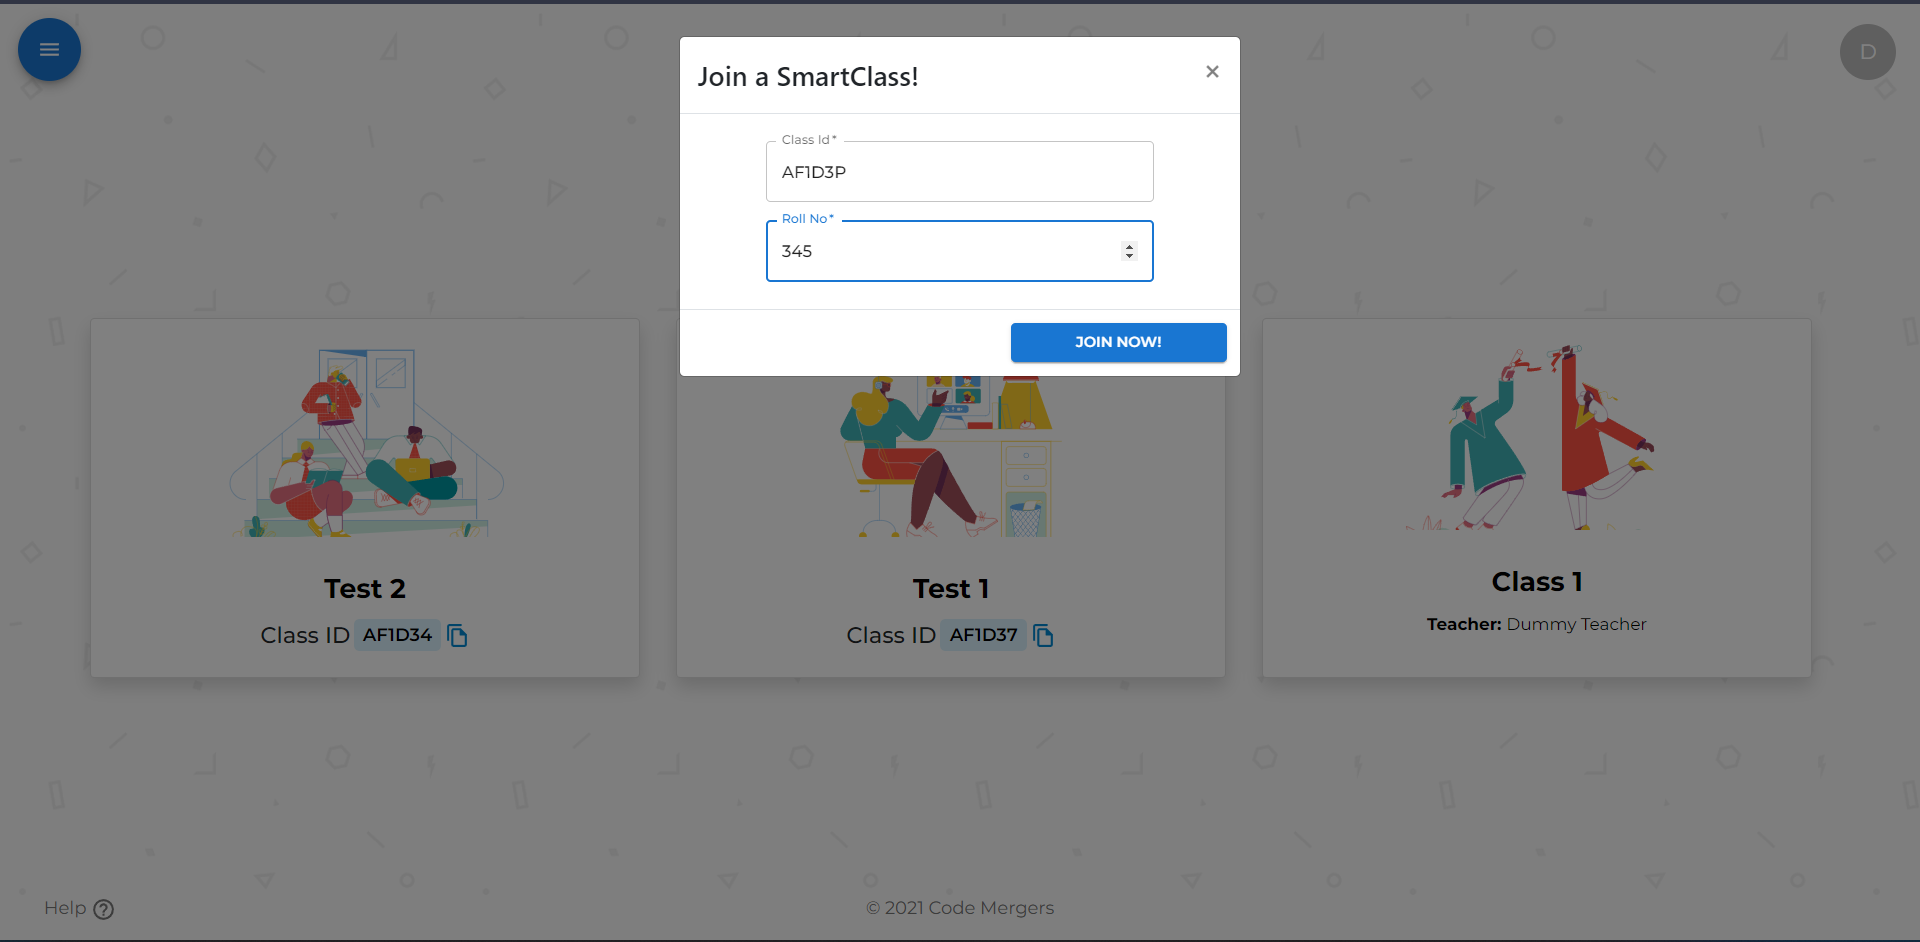 D
Join a SmartClass!
×
Class Id *
AF1D3P
Roll No *
345
JOIN NOW!
Test 2
Class ID AF1D34
Test 1
Class ID AF1D37
Class 1
Teacher: Dummy Teacher
Help ?
© 2021 Code Mergers